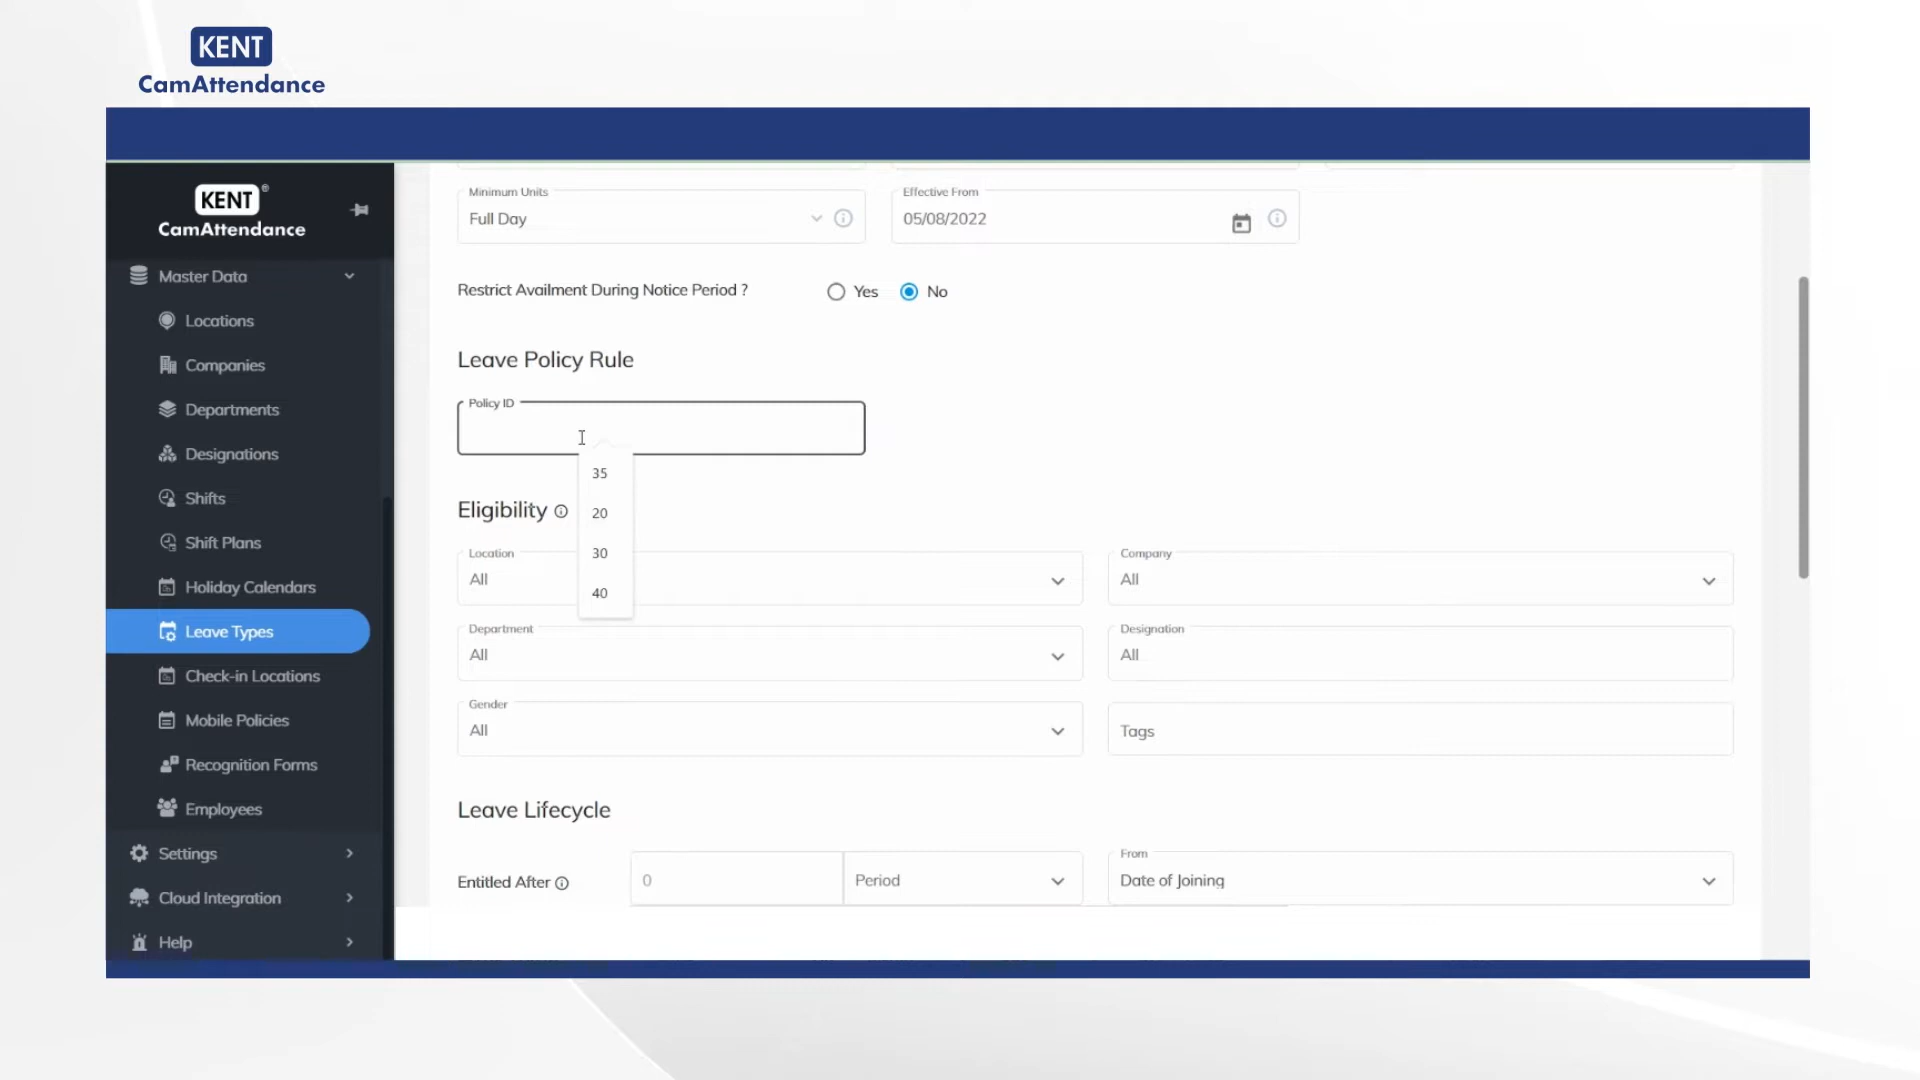 KENT
CamAttendance
KENT®
CamAttendance
Master Data
Locations
Companies
Departments
Designations
Shifts
Shift Plans
Holiday Calendars
Leave Types
Check-in Locations
Mobile Policies
Recognition Forms
Employees
Settings
Cloud Integration
Help
Minimum Units
Full Day
Effective From
05/08/2022
Restrict Availment During Notice Period ?
Yes
No
Leave Policy Rule
Policy ID
35
20
30
40
Eligibility
Location
All
Company
All
Department
All
Designation
All
Gender
All
Tags
Leave Lifecycle
Entitled After
0
Period
From
Date of Joining